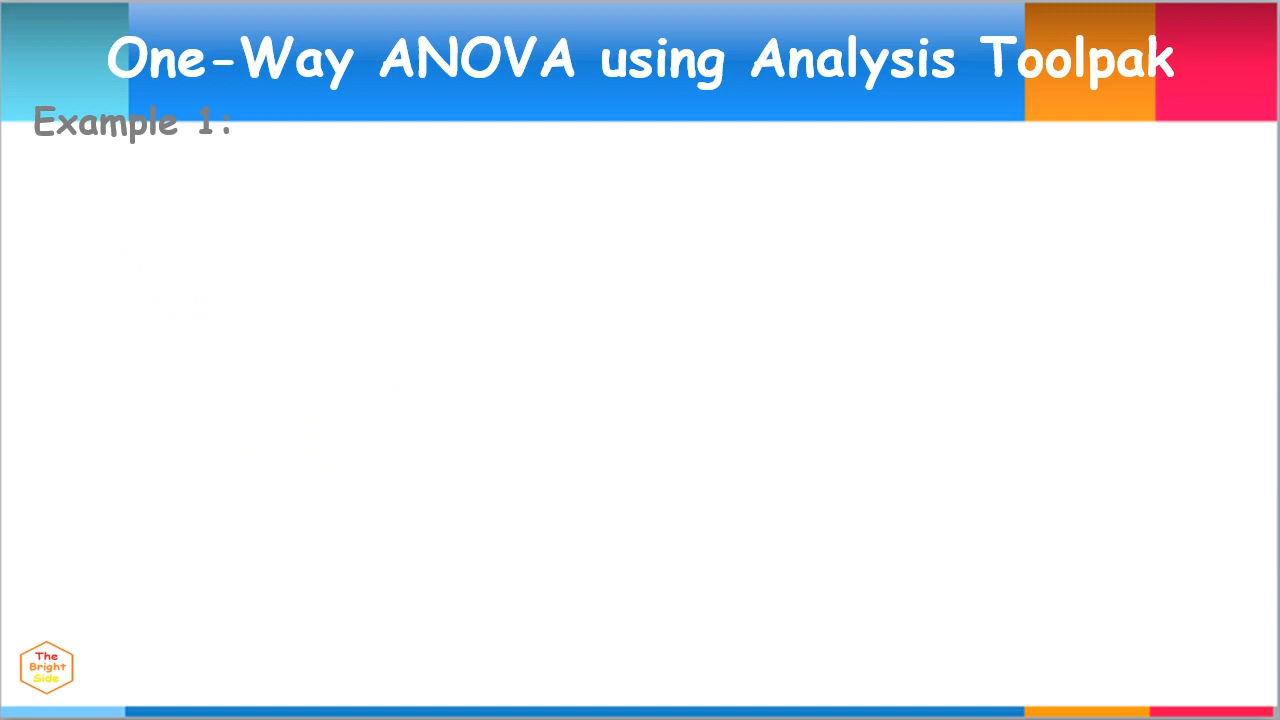 One-Way ANOVA using Analysis Toolpak
Example 1:
The
Bright
Side